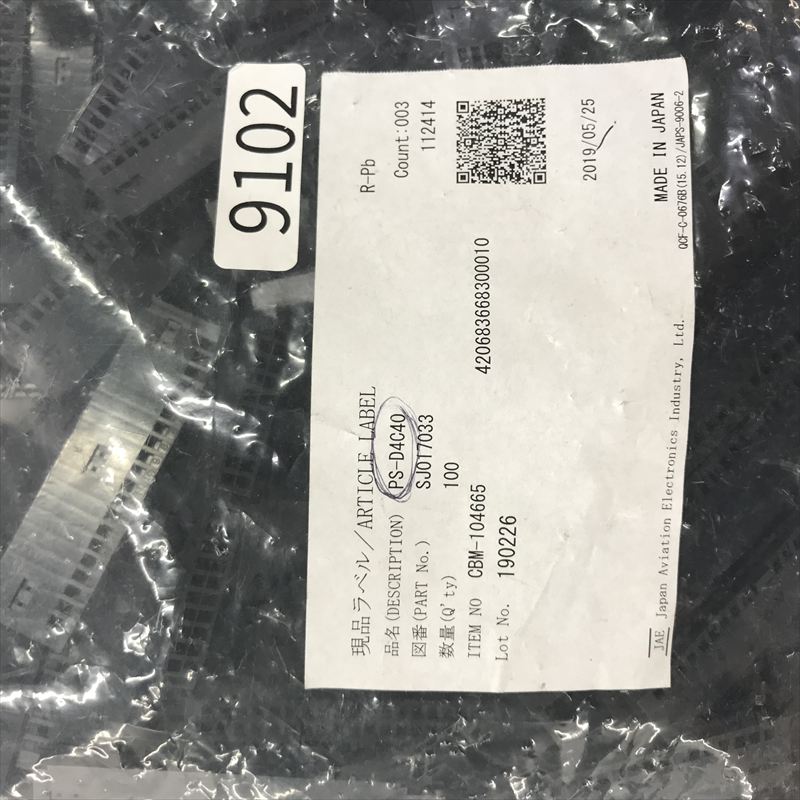 9102
現品ラベル／ARTICLE LABEL
R-Pb
品名(DESCRIPTION) PS-D4C40
Count:003
図番(PART No.) SJ017033
112414
数量(Q'ty) 100
ITEM NO CBM-104665
420683668300010
Lot No. 190226
2019/05/25
MADE IN JAPAN
JAE Japan Aviation Electronics Industry, Ltd.
QCF-C-0676B(15.12)/JAPS-9006-2